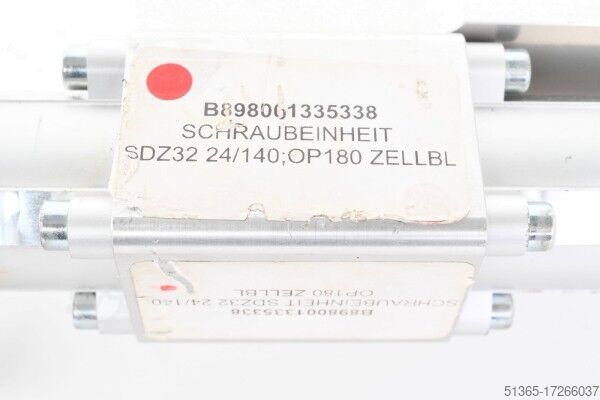 B898001335338
SCHRAUBEINHEIT
SDZ32 24/140;OP180 ZELLBL
B898001335338
SCHRAUBEINHEIT SDZ32 24/140
OP180 ZELLBL
51365-17266037